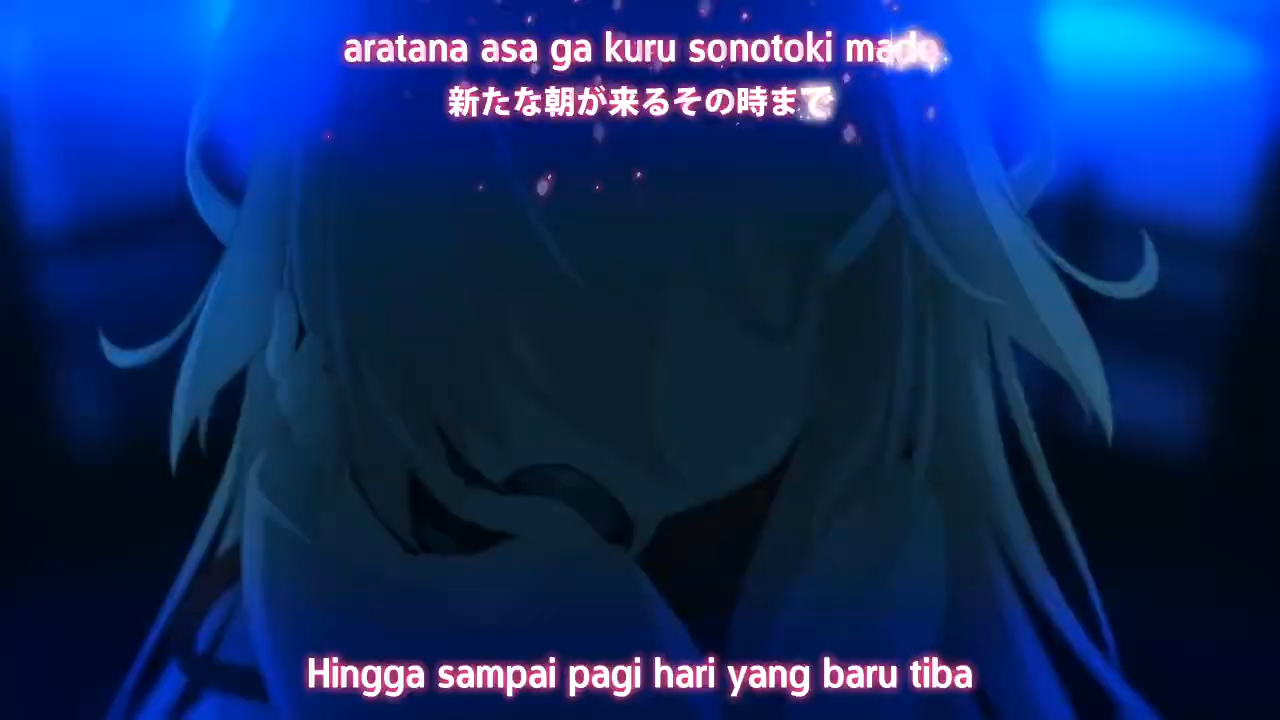 aratana asa ga kuru sonotoki made
新たな朝が来るその時まで
Hingga sampai pagi hari yang baru tiba